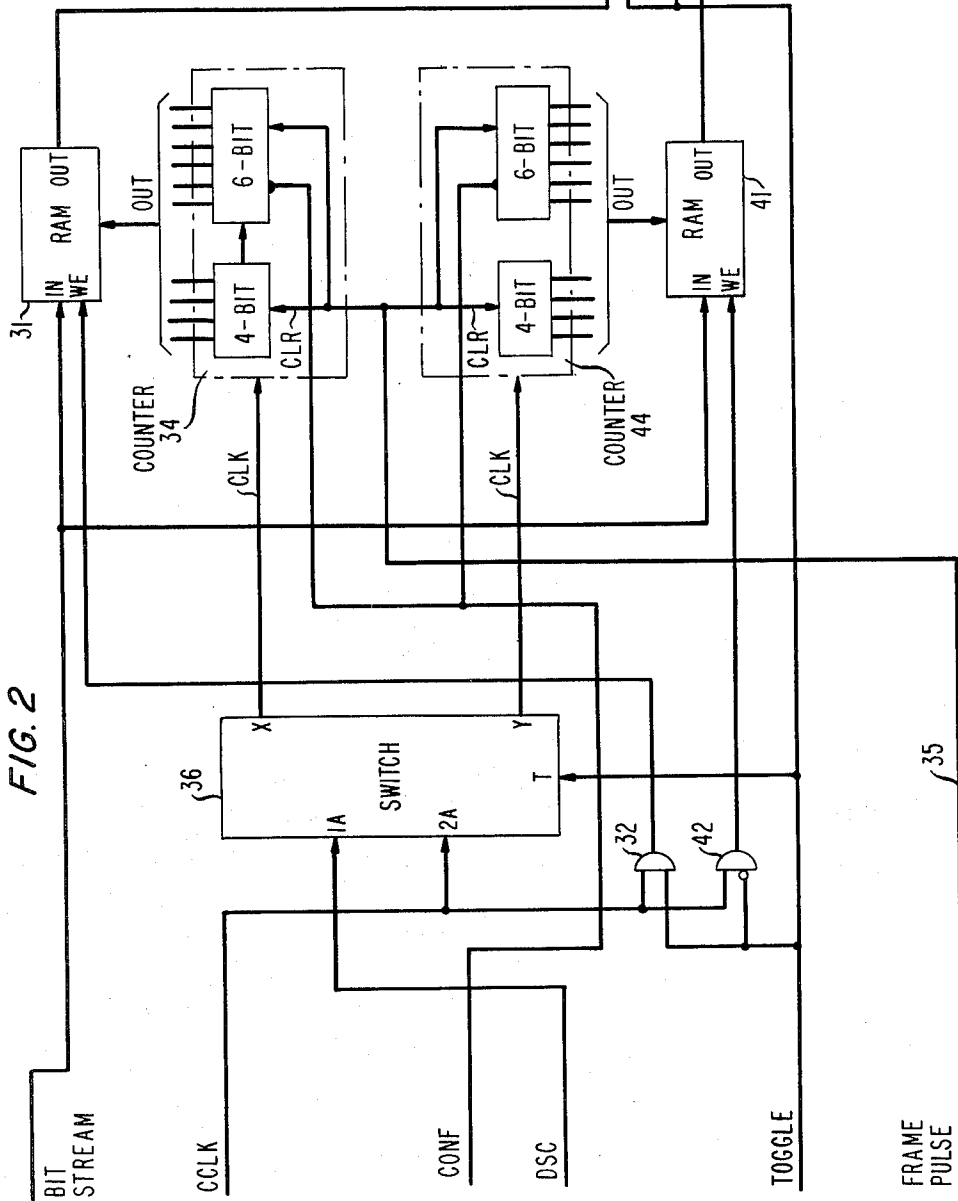 FIG. 2
BIT
STREAM
CCLK
CONF
DSC
TOGGLE
FRAME
PULSE
35
36
SWITCH
1A
2A
T
X
Y
32
42
CLK
CLK
COUNTER
34
COUNTER
44
4-BIT
6-BIT
CLR
CLR
4-BIT
6-BIT
OUT
OUT
31
IN
WE
RAM
OUT
IN
WE
RAM
OUT
41